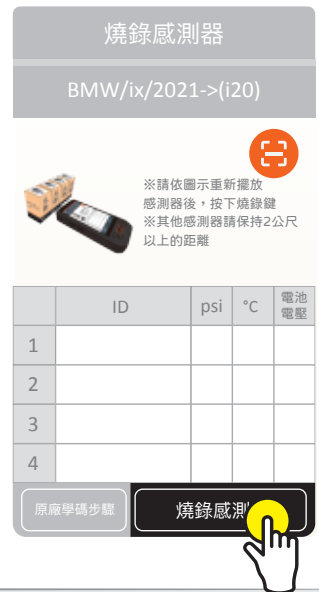 燒錄感測器
BMW/ix/2021->(i20)
※請依圖示重新擺放
感測器後，按下燒錄鍵
※其他感測器請保持2公尺
以上的距離
ID psi °C 電池
電壓
1
2
3
4
原廠學碼步驟 燒錄感測